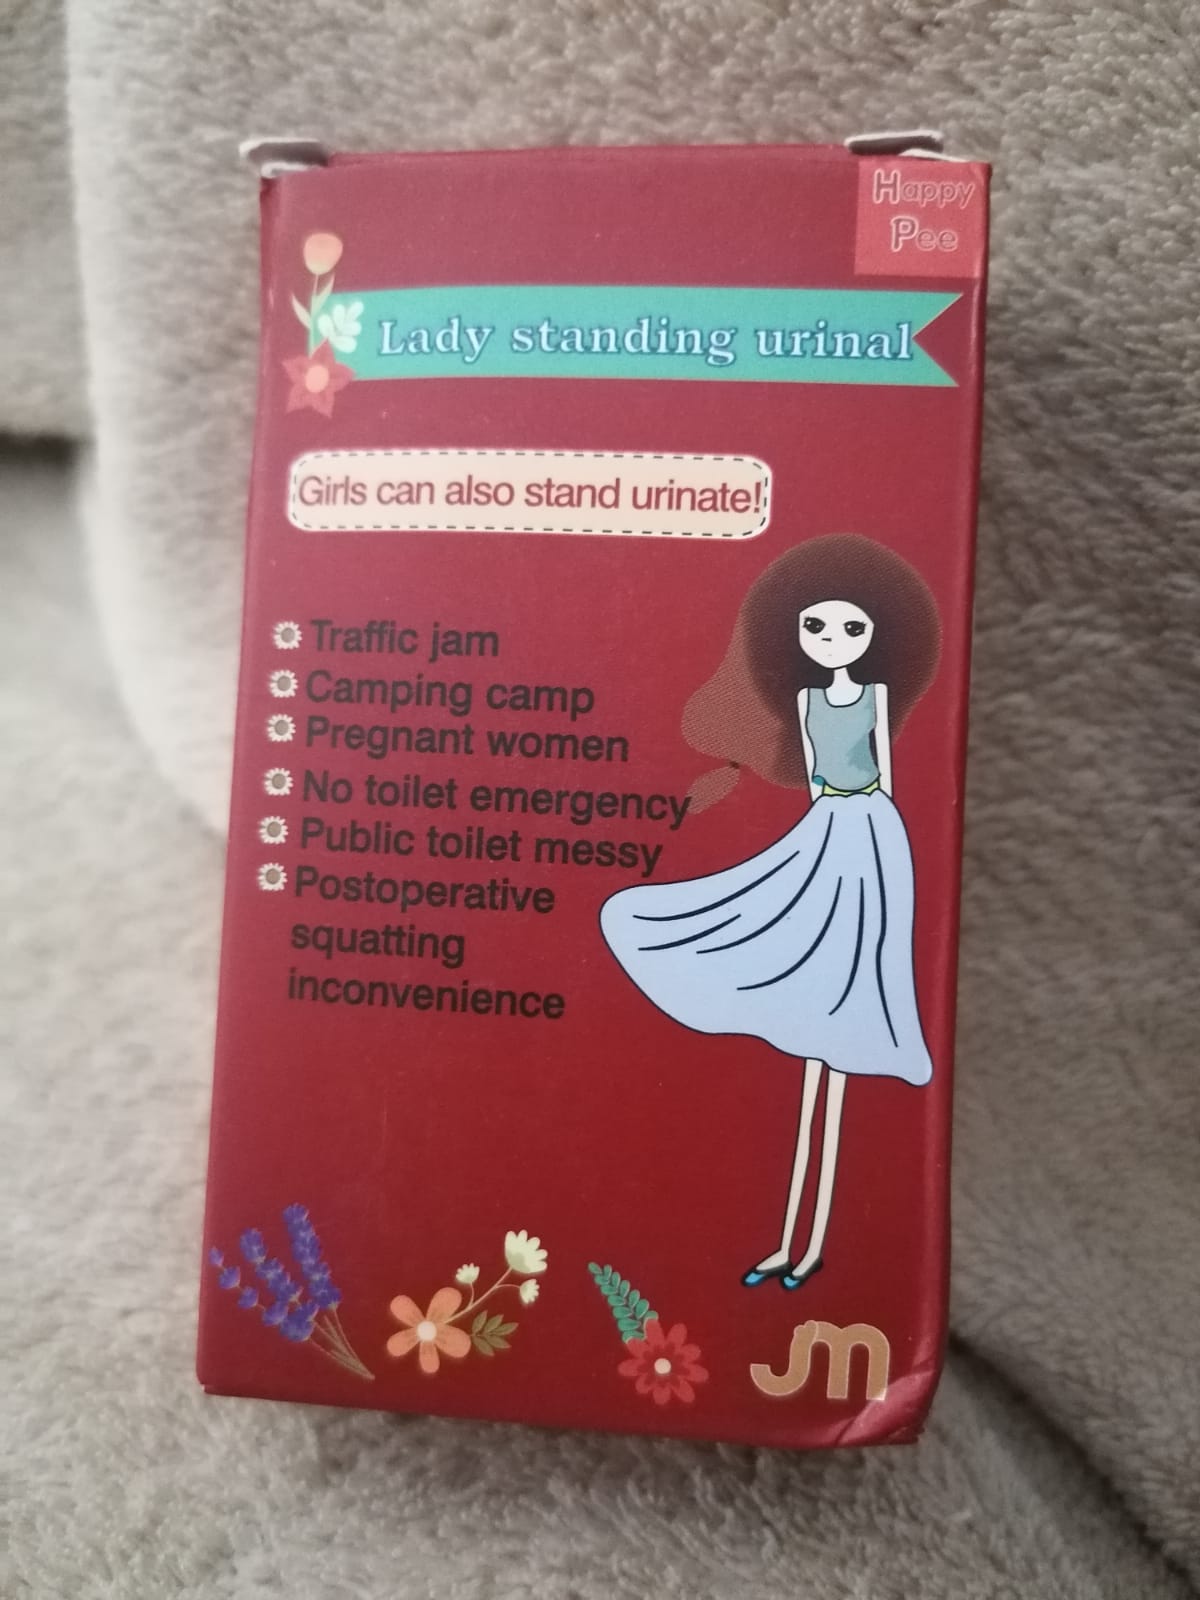 Happy
Pee
Lady standing urinal
Girls can also stand urinate!
Traffic jam
Camping camp
Pregnant women
No toilet emergency
Public toilet messy
Postoperative
squatting
inconvenience
JM